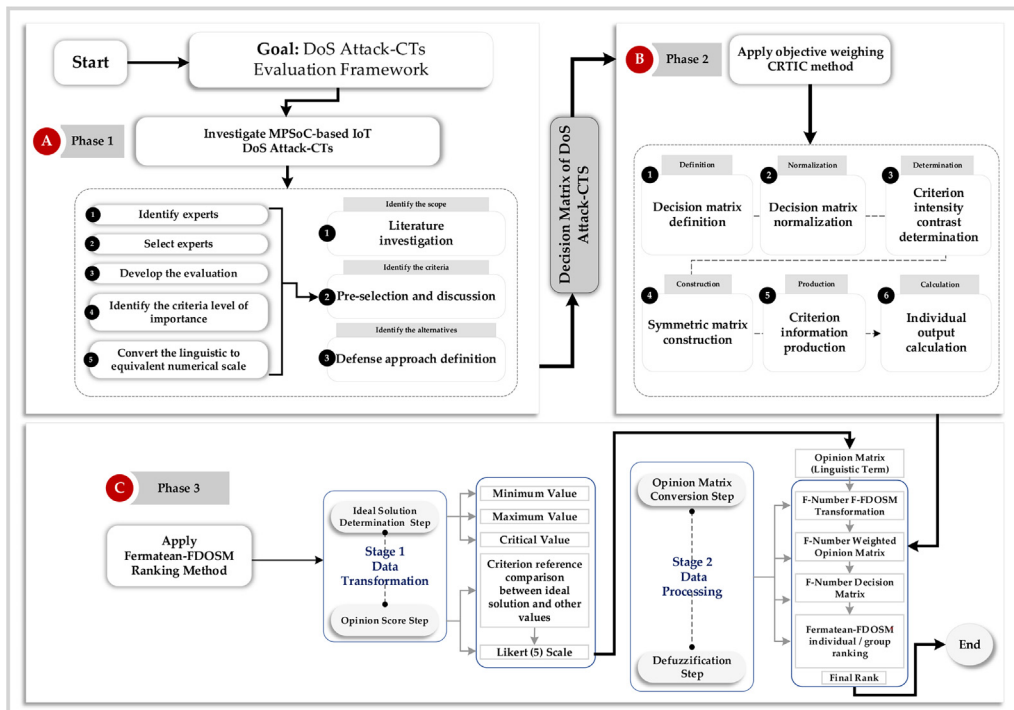 Start
Goal: DoS Attack-CTs
Evaluation Framework
A
Phase 1
Investigate MPSoC-based IoT
DoS Attack-CTs
1
Identify experts
2
Select experts
3
Develop the evaluation
4
Identify the criteria level of
importance
5
Convert the linguistic to
equivalent numerical scale
Identify the scope
1
Literature
investigation
Identify the criteria
2
Pre-selection and discussion
Identify the alternatives
3
Defense approach definition
Decision Matrix of DoS
Attack-CTS
B
Phase 2
Apply objective weighing
CRTIC method
Definition
1
Decision matrix
definition
Normalization
2
Decision matrix
normalization
Determination
3
Criterion
intensity
contrast
determination
Construction
4
Symmetric matrix
construction
Production
5
Criterion
information
production
Calculation
6
Individual
output
calculation
C
Phase 3
Apply
Fermatean-FDOSM
Ranking Method
Ideal Solution
Determination Step
Stage 1
Data
Transformation
Opinion Score Step
Minimum Value
Maximum Value
Critical Value
Criterion reference
comparison
between ideal
solution and other
values
Likert (5) Scale
Opinion Matrix
Conversion Step
Stage 2
Data
Processing
Defuzzification
Step
Opinion Matrix
(Linguistic Term)
F-Number F-FDOSM
Transformation
F-Number Weighted
Opinion Matrix
F-Number Decision
Matrix
Fermatean-FDOSM
individual / group
ranking
Final Rank
End